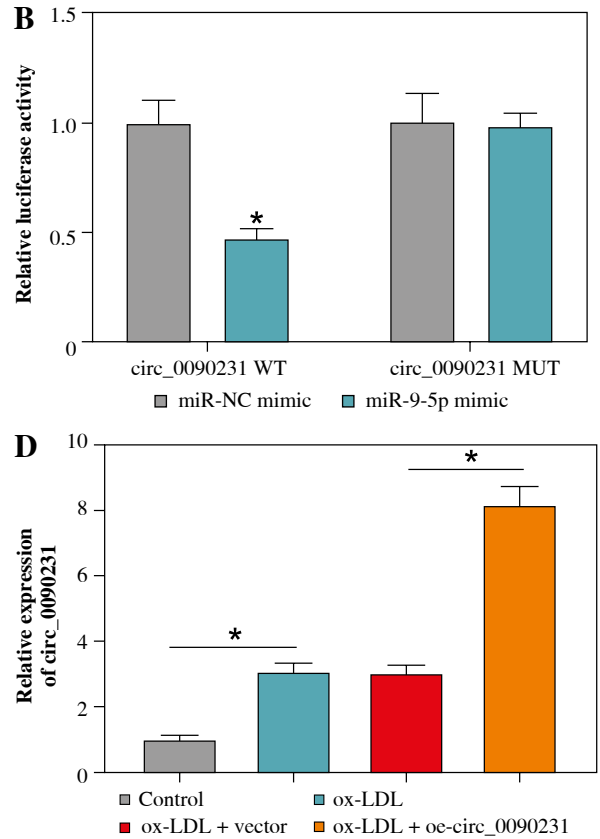 B
Relative luciferase activity
1.5
1.0
0.5
0
*
circ_0090231 WT
circ_0090231 MUT
miR-NC mimic
miR-9-5p mimic
D
Relative expression
of circ_0090231
10
8
6
4
2
0
*
*
Control
ox-LDL
ox-LDL + vector
ox-LDL + oe-circ_0090231